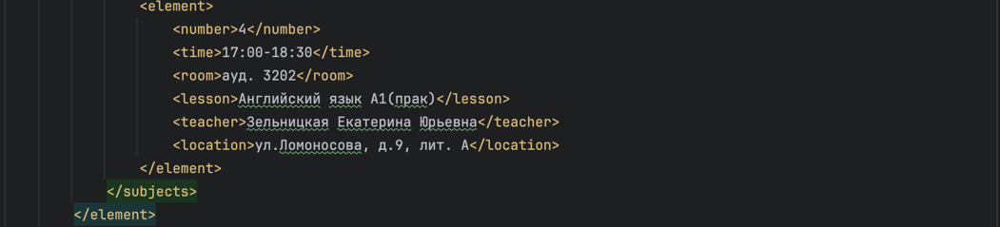 <element>
<number>4</number>
<time>17:00-18:30</time>
<room>ауд. 3202</room>
<lesson>Английский язык А1(прак)</lesson>
<teacher>Зельницкая Екатерина Юрьевна</teacher>
<location>ул.Ломоносова, д.9, лит. А</location>
</element>
</subjects>
</element>